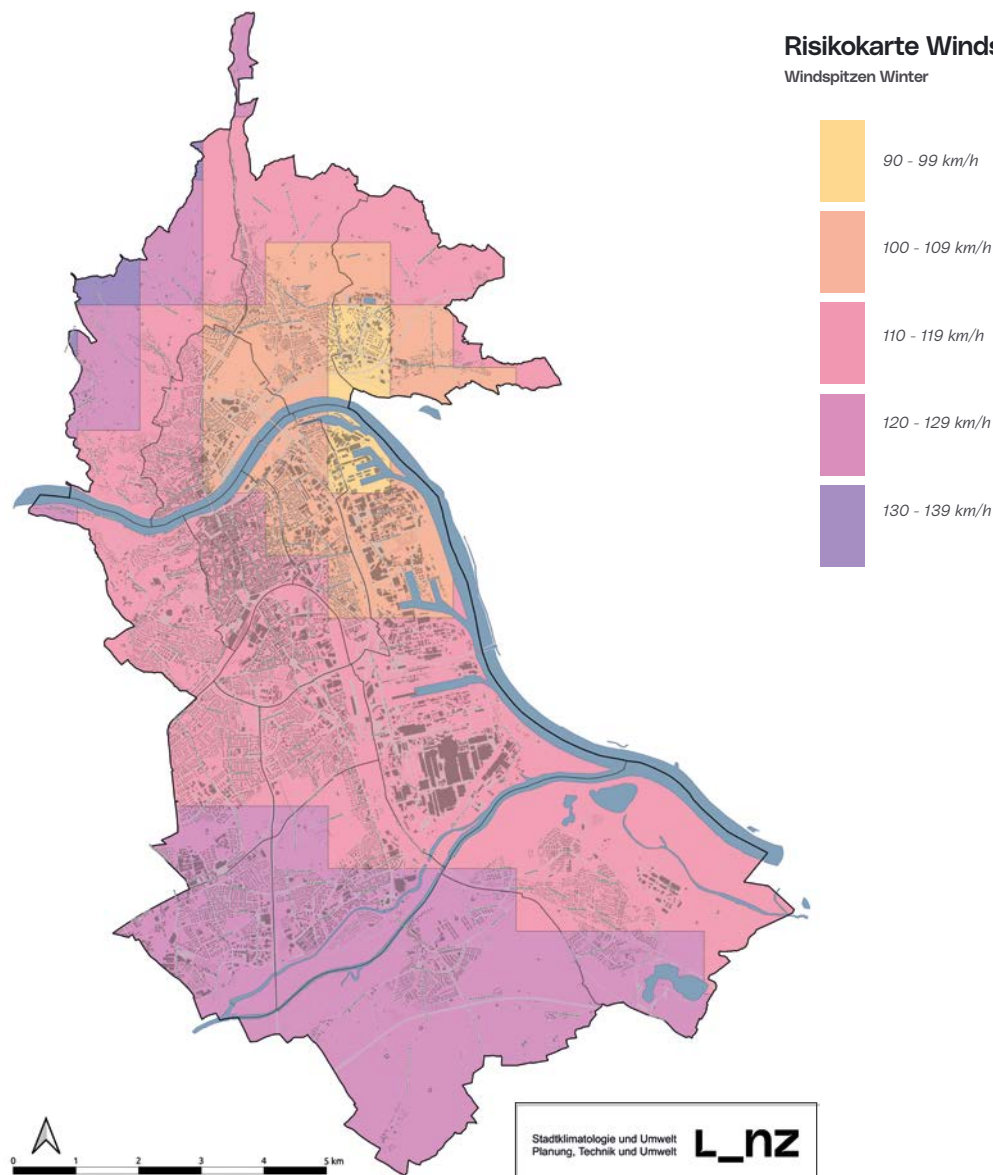 Risikokarte Winds
Windspitzen Winter
90 - 99 km/h
100 - 109 km/h
110 - 119 km/h
120 - 129 km/h
130 - 139 km/h
0 1 2 3 4 5 km
Stadtklimatologie und Umwelt
Planung, Technik und Umwelt
L_nz